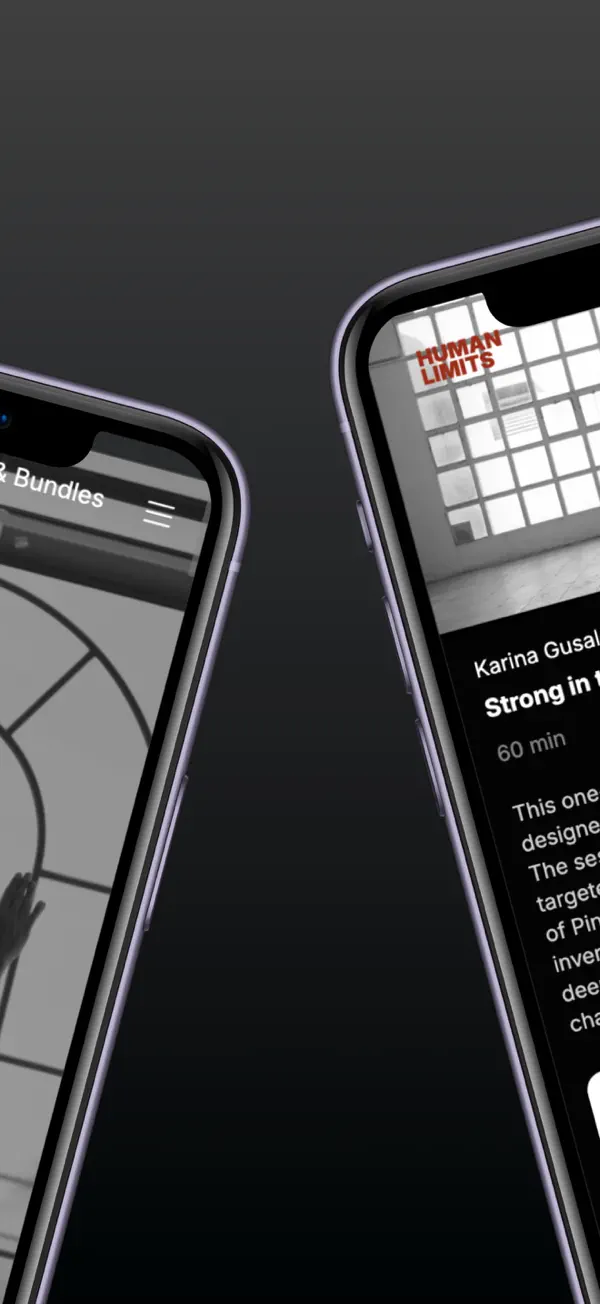 & Bundles
HUMAN
LIMITS
Karina Gusal
Strong in t
60 min
This one
designe
The ses
targete
of Pin
inver
dee
cha